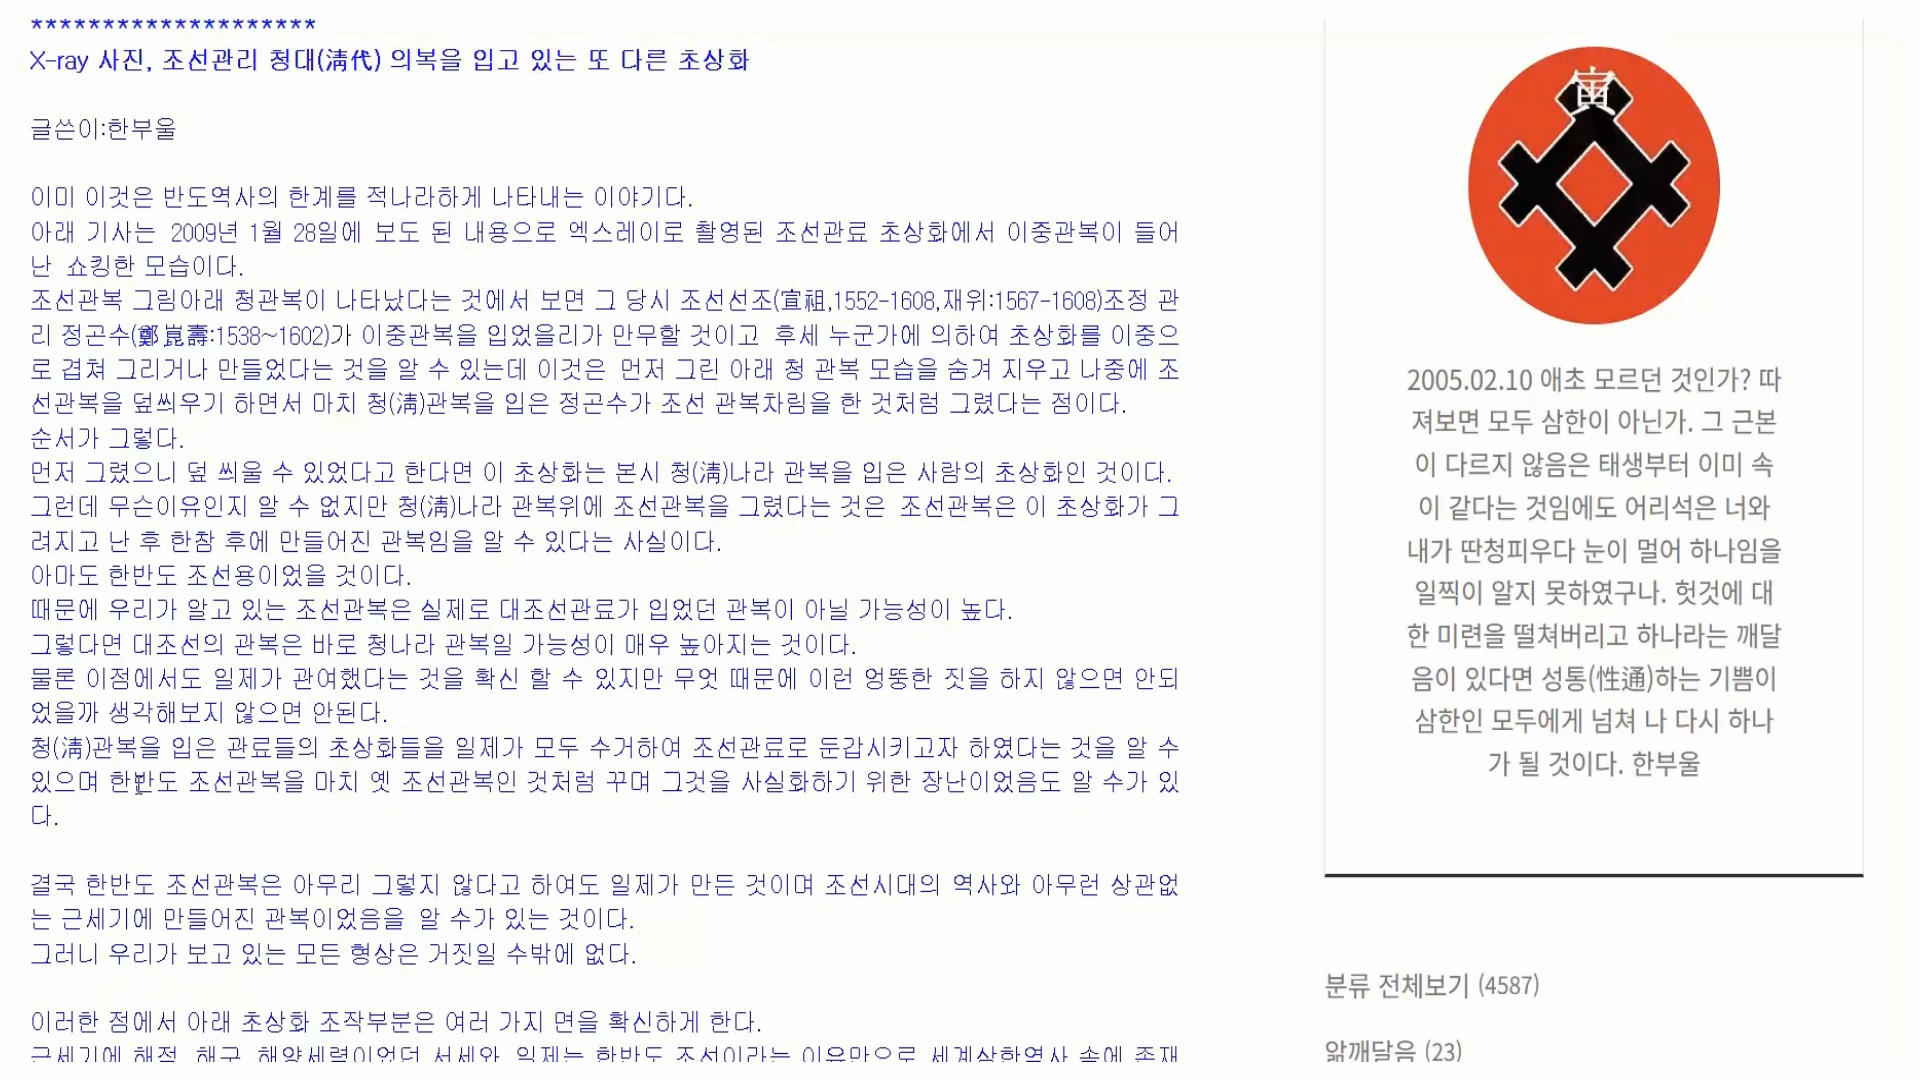 ********************
X-ray 사진, 조선관리 청대(淸代) 의복을 입고 있는 또 다른 초상화
글쓴이:한부울
이미 이것은 반도역사의 한계를 적나라하게 나타내는 이야기다.
아래 기사는 2009년 1월 28일에 보도 된 내용으로 엑스레이로 촬영된 조선관료 초상화에서 이중관복이 들어
난 쇼킹한 모습이다.
조선관복 그림아래 청관복이 나타났다는 것에서 보면 그 당시 조선선조(宣祖,1552-1608,재위:1567-1608)조정 관
리 정곤수(鄭崑壽:1538~1602)가 이중관복을 입었을리가 만무할 것이고 후세 누군가에 의하여 초상화를 이중으
로 겹쳐 그리거나 만들었다는 것을 알 수 있는데 이것은 먼저 그린 아래 청 관복 모습을 숨겨 지우고 나중에 조
선관복을 덮씌우기 하면서 마치 청(淸)관복을 입은 정곤수가 조선 관복차림을 한 것처럼 그렸다는 점이다.
순서가 그렇다.
먼저 그렸으니 덮 씌울 수 있었다고 한다면 이 초상화는 본시 청(淸)나라 관복을 입은 사람의 초상화인 것이다.
그런데 무슨이유인지 알 수 없지만 청(淸)나라 관복위에 조선관복을 그렸다는 것은 조선관복은 이 초상화가 그
려지고 난 후 한참 후에 만들어진 관복임을 알 수 있다는 사실이다.
아마도 한반도 조선용이었을 것이다.
때문에 우리가 알고 있는 조선관복은 실제로 대조선관료가 입었던 관복이 아닐 가능성이 높다.
그렇다면 대조선의 관복은 바로 청나라 관복일 가능성이 매우 높아지는 것이다.
물론 이점에서도 일제가 관여했다는 것을 확신 할 수 있지만 무엇 때문에 이런 엉뚱한 짓을 하지 않으면 안되
었을까 생각해보지 않으면 안된다.
청(淸)관복을 입은 관료들의 초상화들을 일제가 모두 수거하여 조선관료로 둔갑시키고자 하였다는 것을 알 수
있으며 한반도 조선관복을 마치 옛 조선관복인 것처럼 꾸며 그것을 사실화하기 위한 장난이었음도 알 수가 있
다.
결국 한반도 조선관복은 아무리 그렇지 않다고 하여도 일제가 만든 것이며 조선시대의 역사와 아무런 상관없
는 근세기에 만들어진 관복이었음을 알 수가 있는 것이다.
그러니 우리가 보고 있는 모든 형상은 거짓일 수밖에 없다.
이러한 점에서 아래 초상화 조작부분은 여러 가지 면을 확신하게 한다.
근세기에 해적, 해구, 해양세력이었던 서세와 일제는 한반도 조선이라는 이유만으로 세계삼한역사 속에 존재
寅
2005.02.10 애초 모르던 것인가? 따
져보면 모두 삼한이 아닌가. 그 근본
이 다르지 않음은 태생부터 이미 속
이 같다는 것임에도 어리석은 너와
내가 딴청피우다 눈이 멀어 하나임을
일찍이 알지 못하였구나. 헛것에 대
한 미련을 떨쳐버리고 하나라는 깨달
음이 있다면 성통(性通)하는 기쁨이
삼한인 모두에게 넘쳐 나 다시 하나
가 될 것이다. 한부울
분류 전체보기 (4587)
앎깨달음 (23)